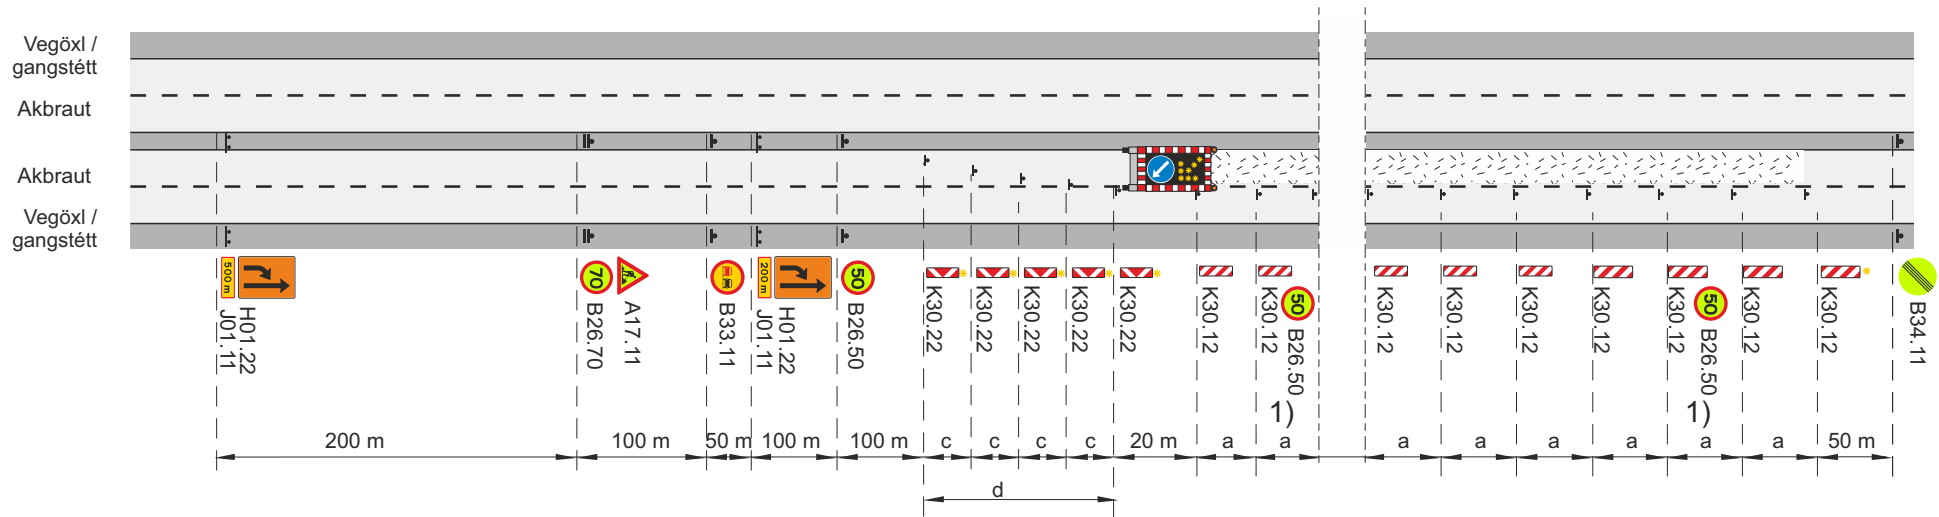 Vegöxl /
gangstétt
Akbraut
Akbraut
Vegöxl /
gangstétt
500 m
J01.11
H01.22
70
B26.70
A17.11
B33.11
200 m
J01.11
H01.22
50
B26.50
K30.22
K30.22
K30.22
K30.22
K30.22
K30.12
K30.12
50
B26.50
1)
K30.12
K30.12
K30.12
K30.12
K30.12
50
B26.50
1)
K30.12
K30.12
B34.11
200 m
100 m
50 m
100 m
100 m
c
c
c
c
20 m
a
a
a
a
a
a
a
a
50 m
d